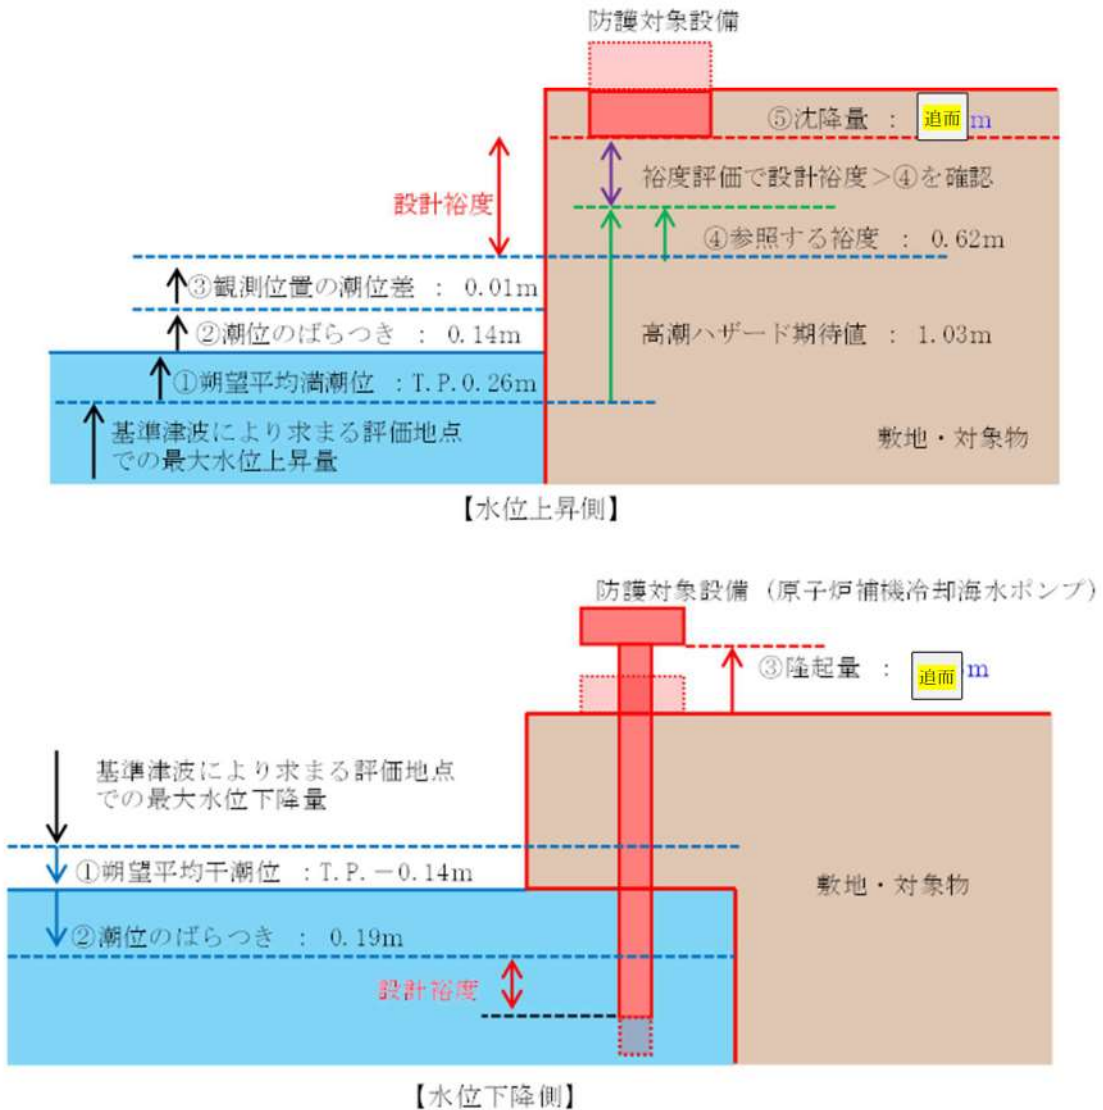 防護対象設備
⑤沈降量 : 追而 m
裕度評価で設計裕度>④を確認
設計裕度
④参照する裕度 : 0.62m
③観測位置の潮位差 : 0.01m
②潮位のばらつき : 0.14m
高潮ハザード期待値 : 1.03m
①朔望平均満潮位 :T.P.0.26m
基準津波により求まる評価地点
での最大水位上昇量
敷地・対象物
【水位上昇側】
防護対象設備(原子炉補機冷却海水ポンプ)
③隆起量 : 追而 m
基準津波により求まる評価地点
での最大水位下降量
①朔望平均干潮位 :T.P.-0.14m
敷地・対象物
②潮位のばらつき : 0.19m
設計裕度
【水位下降側】